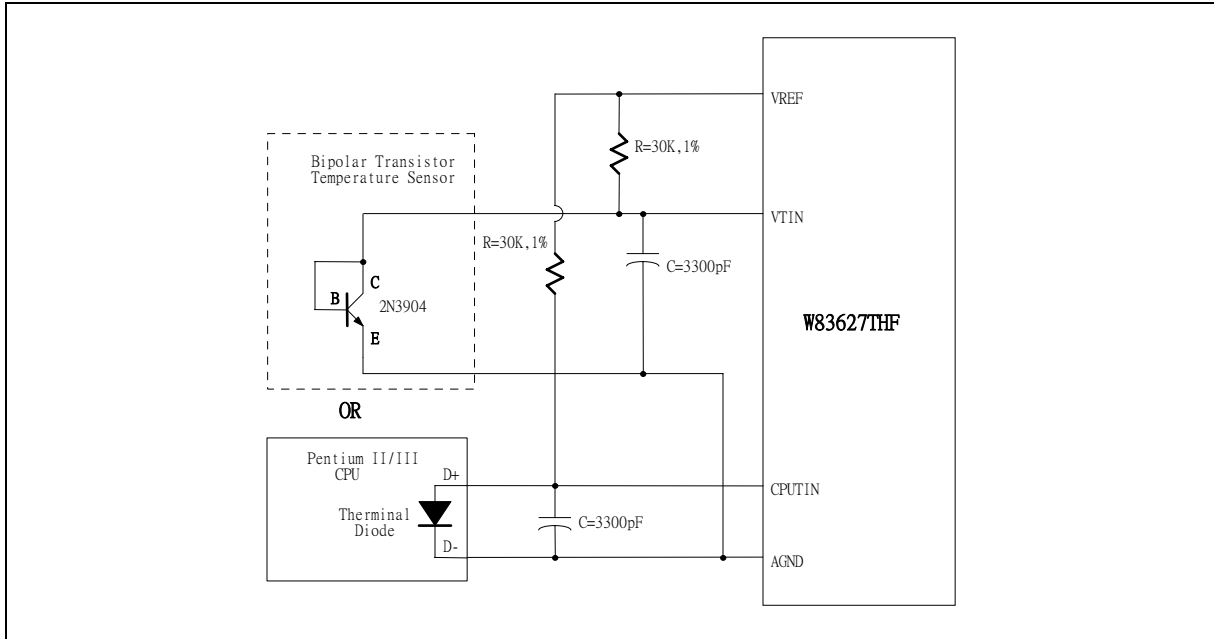 VREF
R=30K,1%
Bipolar Transistor
Temperature Sensor
VTIN
R=30K,1%
C=3300pF
C
B
2N3904
E
W83627THF
OR
Pentium II/III
CPU
D+
CPUTIN
Therminal
Diode
C=3300pF
D-
AGND